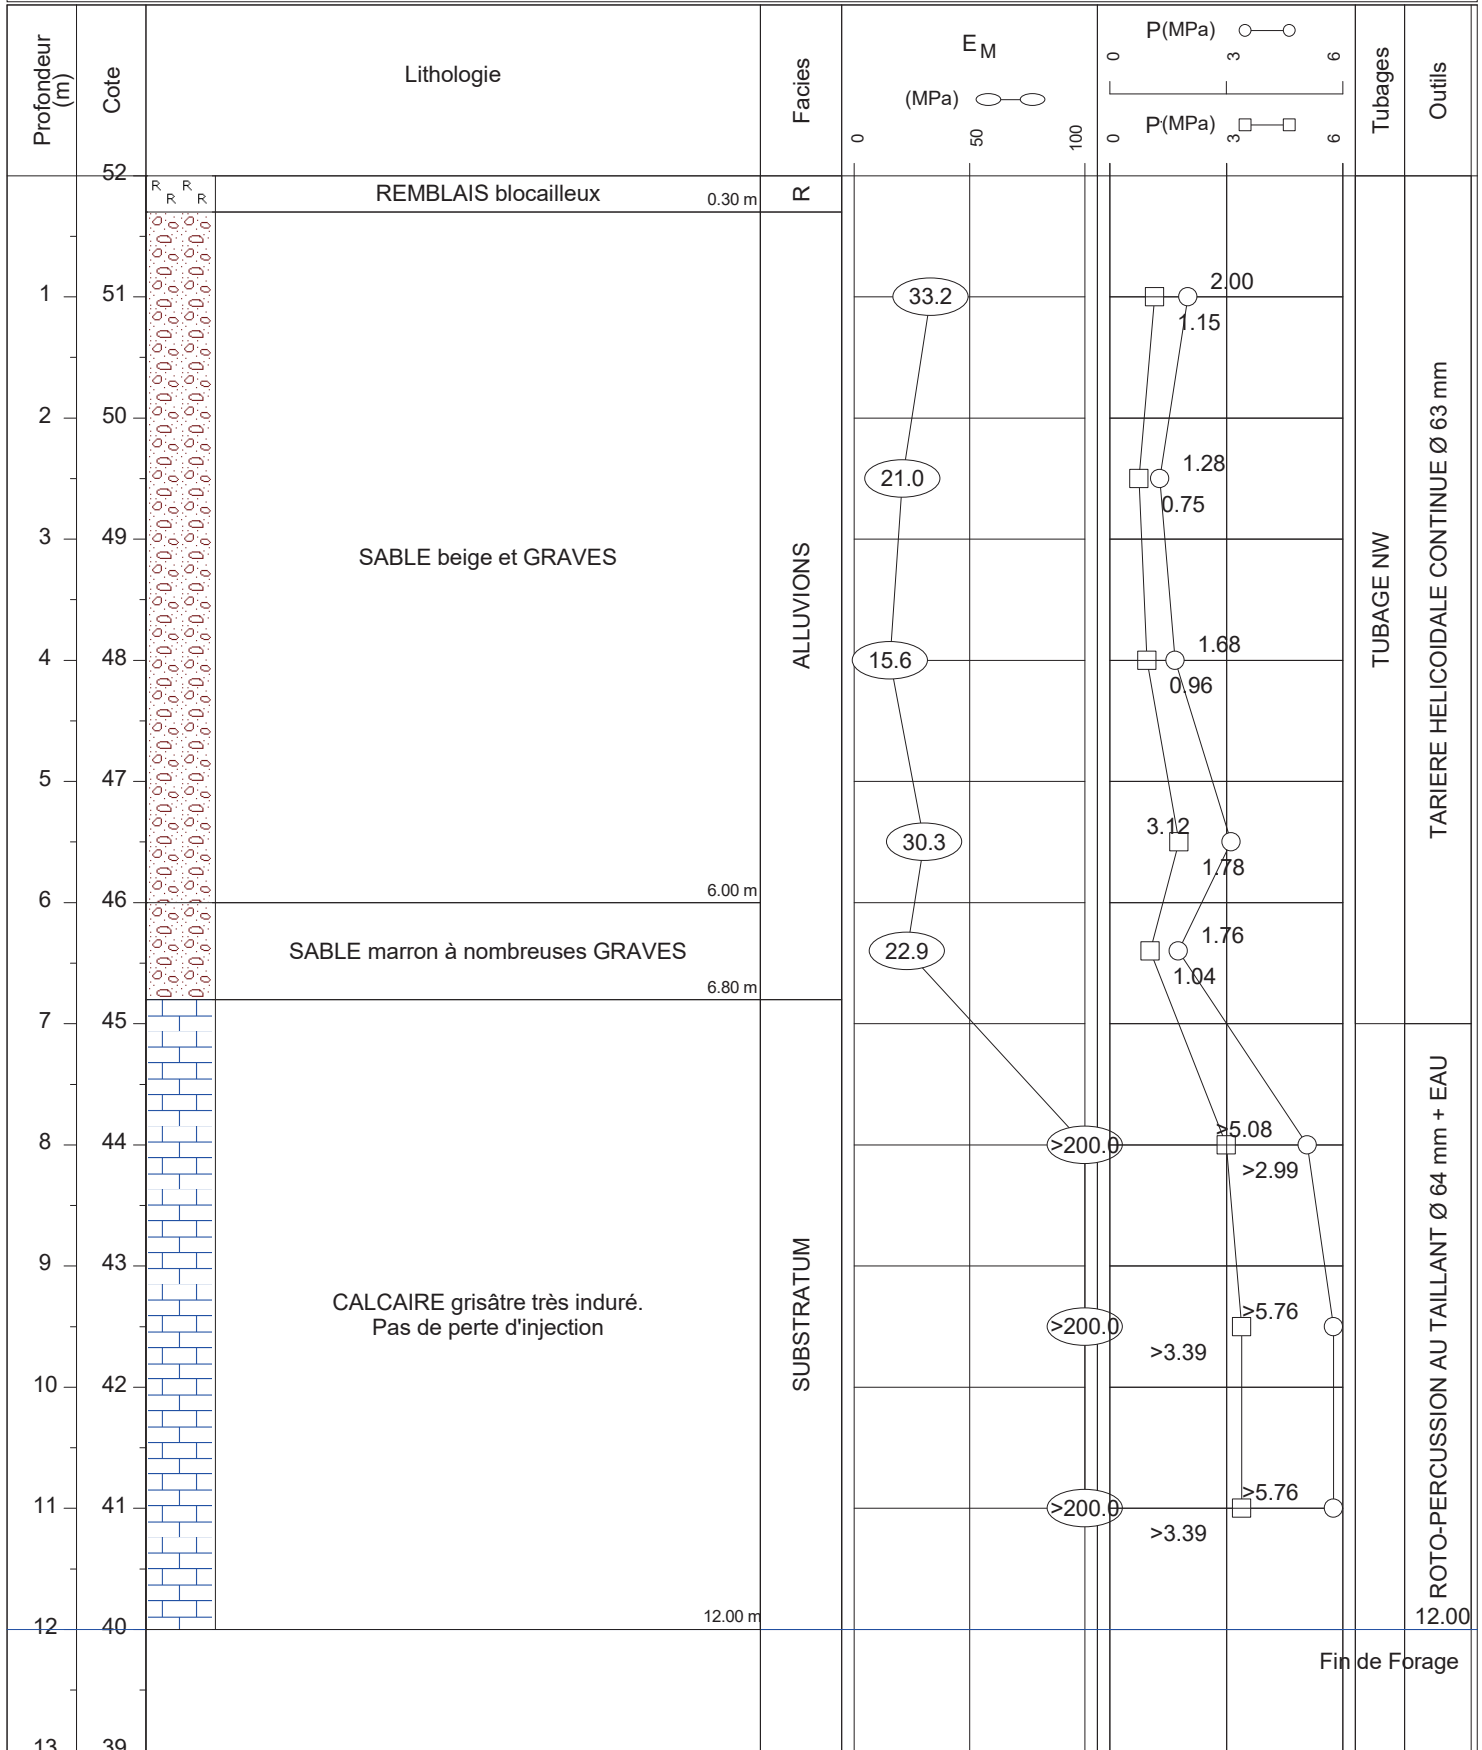 Profondeur
(m)
Cote
Lithologie
Facies
E M
(MPa)
0
50
100
P(MPa)
0
3
6
P(MPa)
0
3
6
Tubages
Outils
52
R R
R R
REMBLAIS blocailleux
0.30 m
R
1 51
33.2
2.00
1.15
2 50
21.0
1.28
0.75
3 49
SABLE beige et GRAVES
ALLUVIONS
TUBAGE NW
TARIERE HELICOIDALE CONTINUE Ø 63 mm
4 48
15.6
1.68
0.96
5 47
30.3
3.12
1.78
6.00 m
6 46
SABLE marron à nombreuses GRAVES
22.9
1.76
1.04
6.80 m
7 45
8 44
>200.0
>5.08
>2.99
9 43
CALCAIRE grisâtre très induré.
Pas de perte d'injection
SUBSTRATUM
>200.0
>5.76
>3.39
ROTO-PERCUSSION AU TAILLANT Ø 64 mm + EAU
10 42
11 41
>200.0
>5.76
>3.39
12.00 m
12.00
12 40
Fin de Forage
13 39